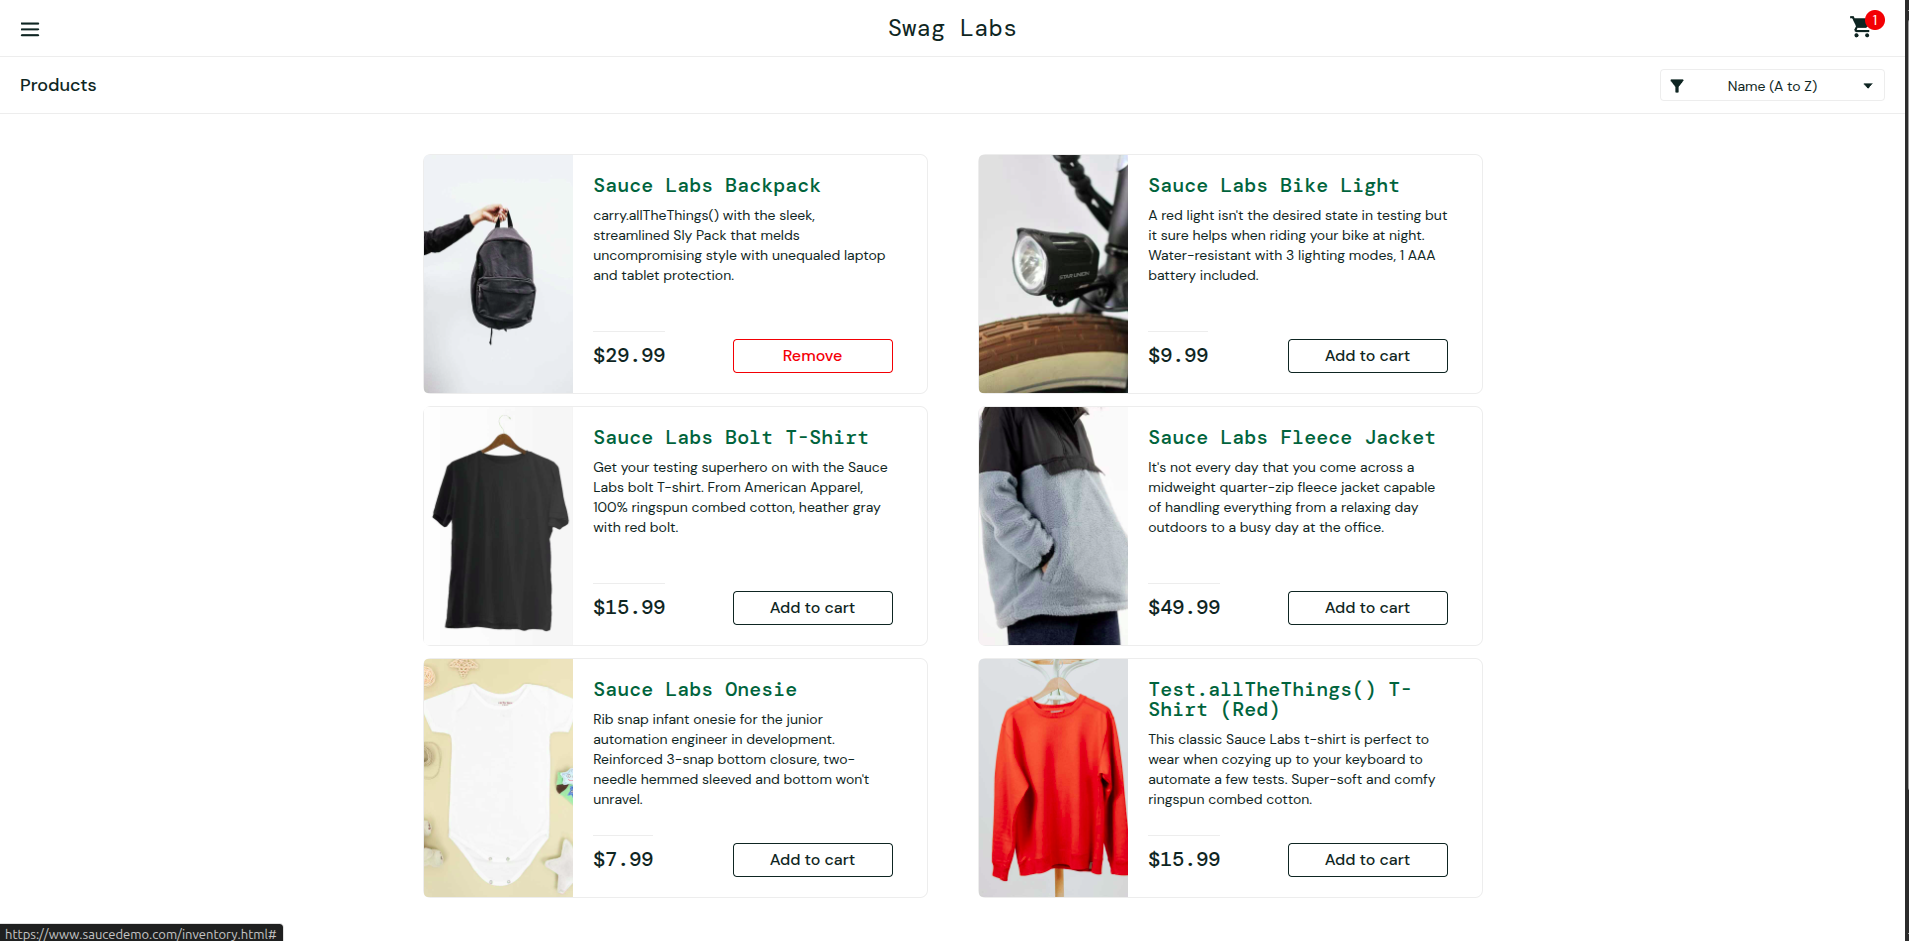 Swag Labs
1
Products
Name (A to Z)
Sauce Labs Backpack
carry.allTheThings() with the sleek,
streamlined Sly Pack that melds
uncompromising style with unequaled laptop
and tablet protection.
$29.99
Remove
Sauce Labs Bike Light
A red light isn't the desired state in testing but
it sure helps when riding your bike at night.
Water-resistant with 3 lighting modes, 1 AAA
battery included.
$9.99
Add to cart
STAR UNION
Sauce Labs Bolt T-Shirt
Get your testing superhero on with the Sauce
Labs bolt T-shirt. From American Apparel,
100% ringspun combed cotton, heather gray
with red bolt.
$15.99
Add to cart
Sauce Labs Fleece Jacket
It's not every day that you come across a
midweight quarter-zip fleece jacket capable
of handling everything from a relaxing day
outdoors to a busy day at the office.
$49.99
Add to cart
Sauce Labs Onesie
Rib snap infant onesie for the junior
automation engineer in development.
Reinforced 3-snap bottom closure, two-
needle hemmed sleeved and bottom won't
unravel.
$7.99
Add to cart
Test.allTheThings() T-
Shirt (Red)
This classic Sauce Labs t-shirt is perfect to
wear when cozying up to your keyboard to
automate a few tests. Super-soft and comfy
ringspun combed cotton.
$15.99
Add to cart
https://www.saucedemo.com/inventory.html#